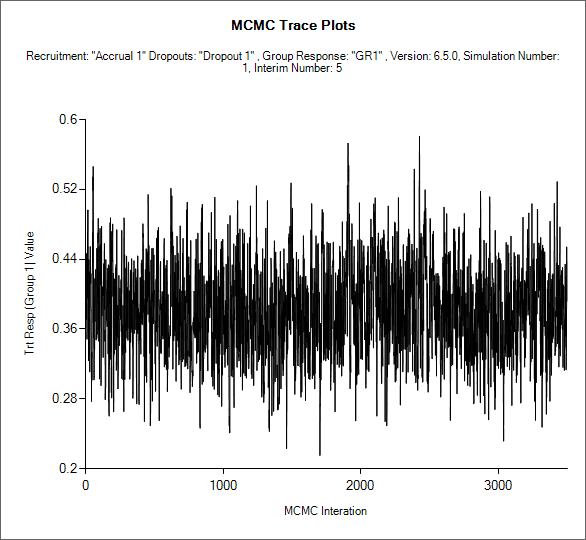 MCMC Trace Plots
Recruitment: "Accrual 1" Dropouts: "Dropout 1" , Group Response: "GR1" , Version: 6.5.0, Simulation Number:
1, Interim Number: 5
Trt Resp (Group 1| Value
0.6
0.52
0.44
0.36
0.28
0.2
0
1000
2000
3000
MCMC Interation